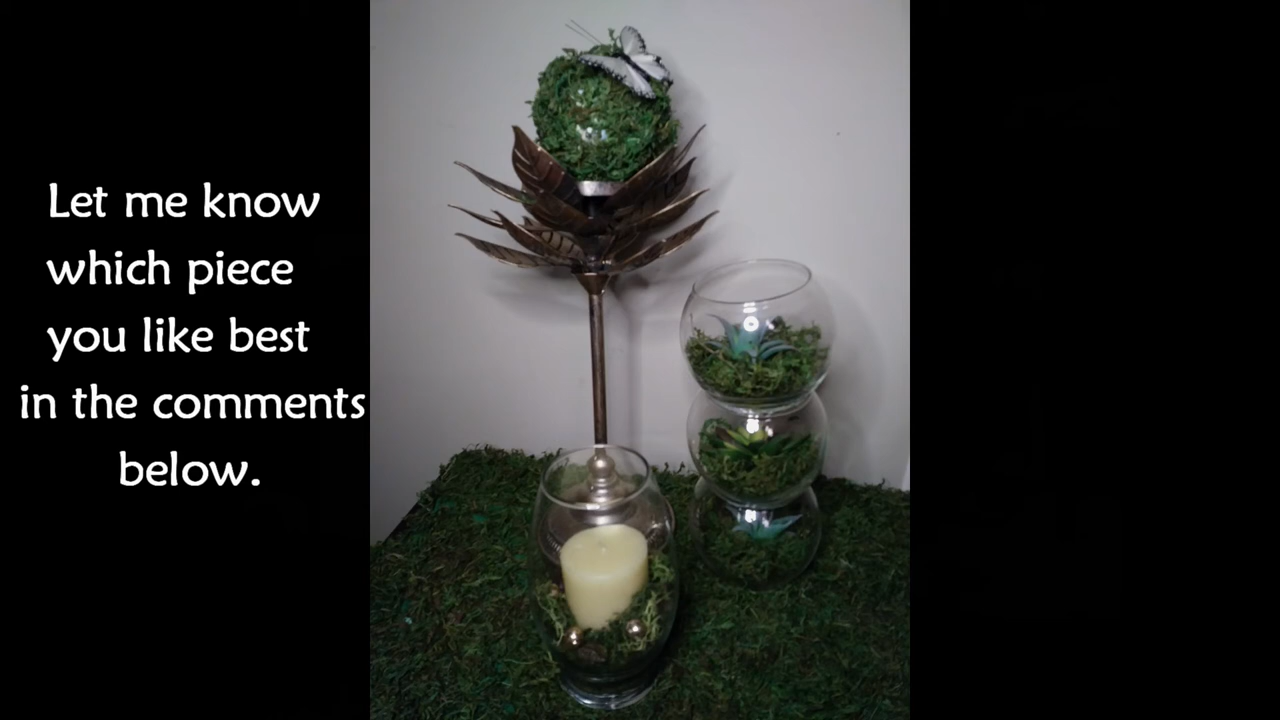 Let me know
which piece
you like best
in the comments
below.